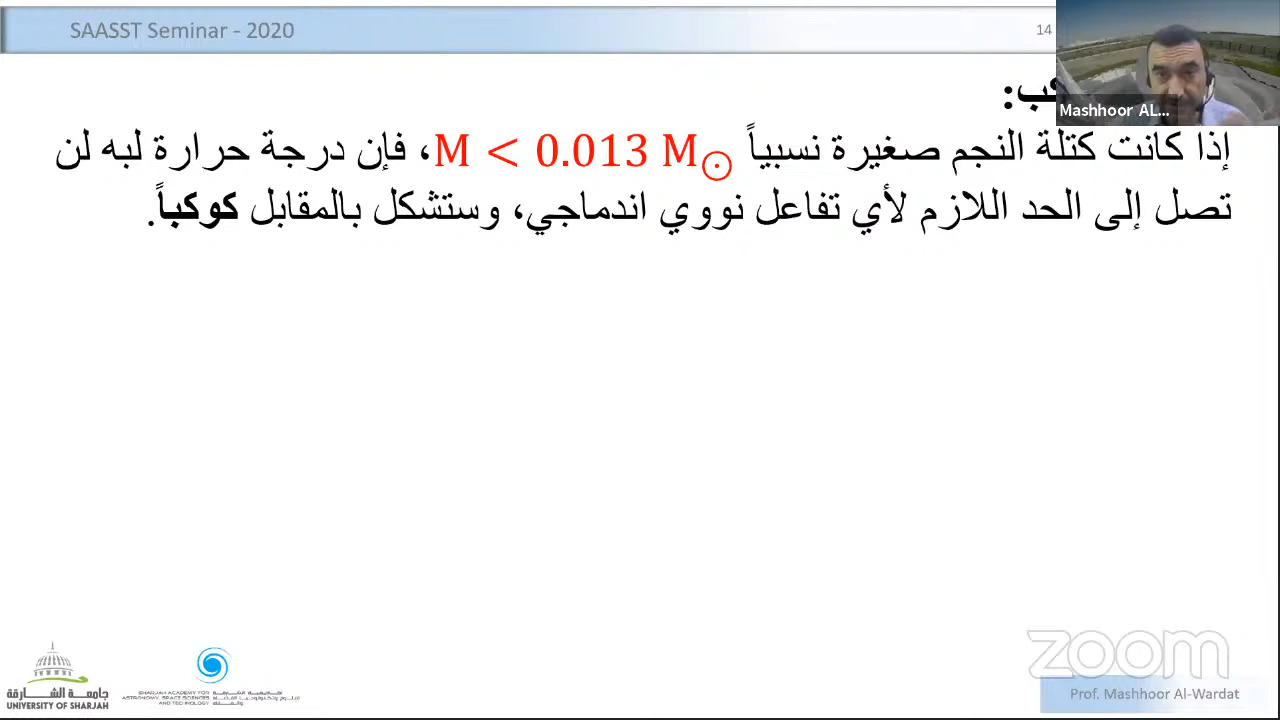 SAASST Seminar - 2020
14
Mashhoor AL...
إذا كانت كتلة النجم صغيرة نسبياً M < 0.013 M☉، فإن درجة حرارة لبه لن
تصل إلى الحد اللازم لأي تفاعل نووي اندماجي، وستشكل بالمقابل كوكباً.
zoom
Prof. Mashhoor Al-Wardat
جامعة الشارقة
UNIVERSITY OF SHARJAH
SHARJAH ACADEMY FOR
ASTRONOMY, SPACE SCIENCES
AND TECHNOLOGY